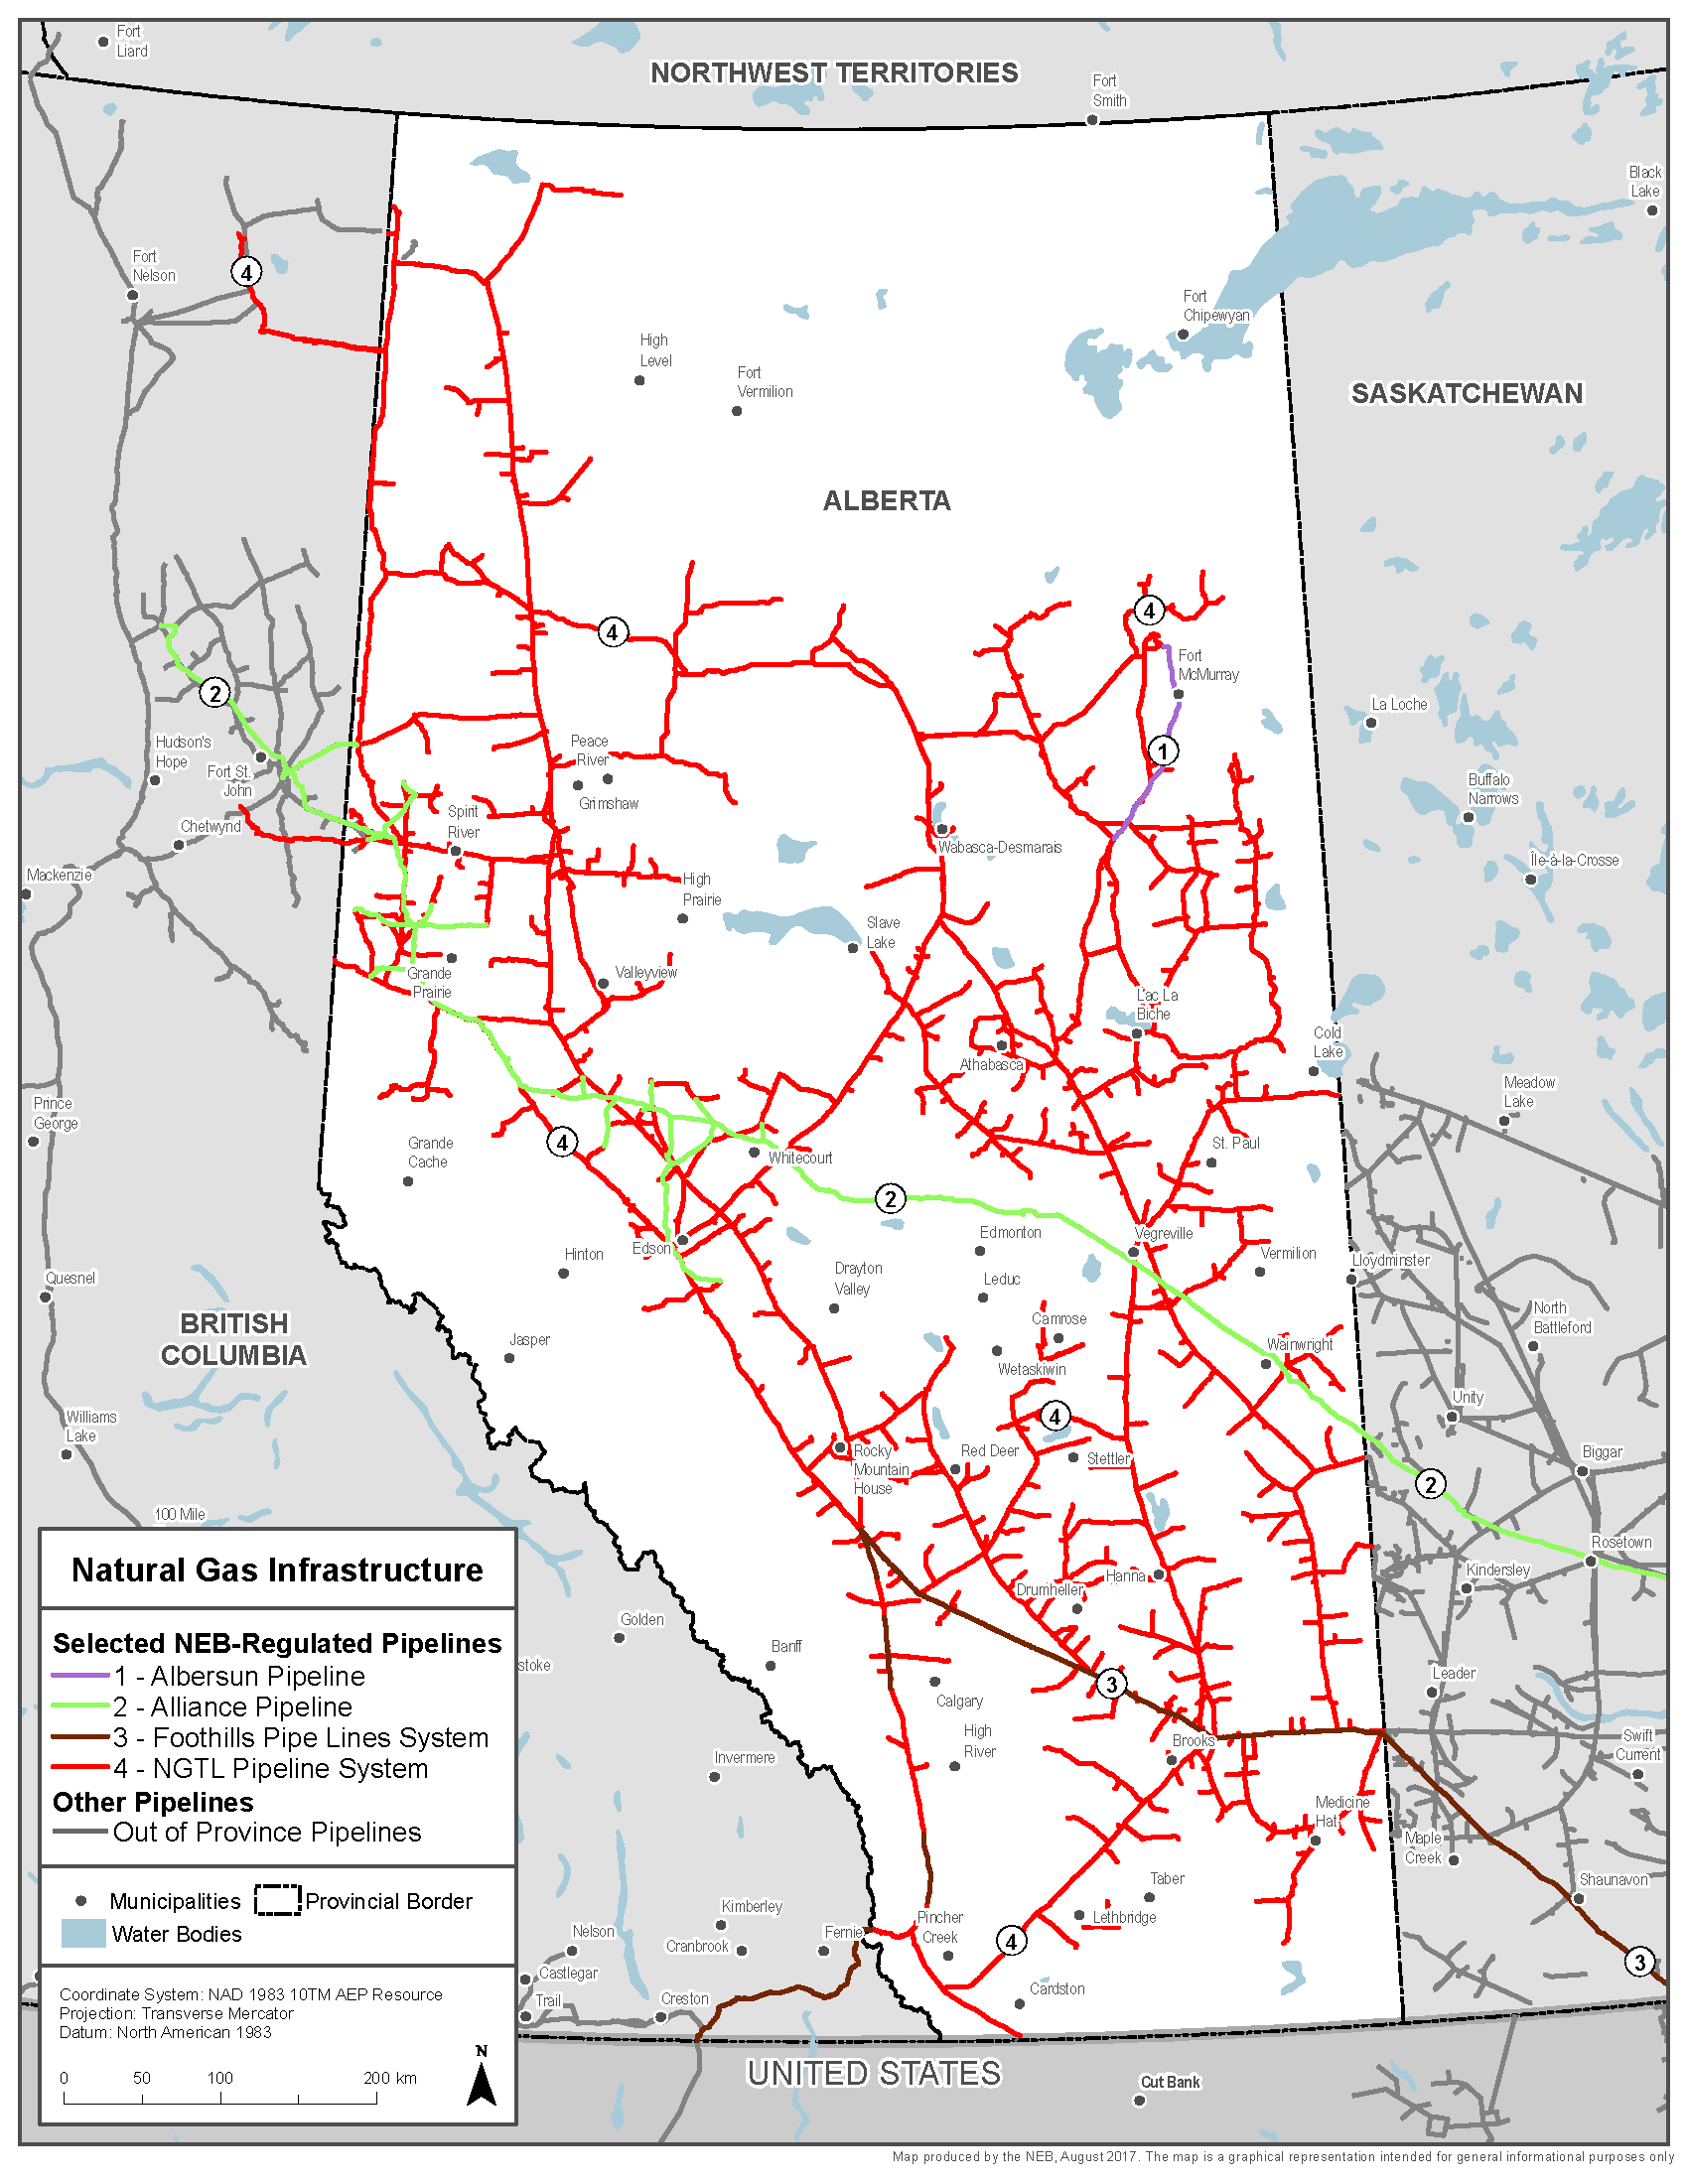 Fort
Liard
NORTHWEST TERRITORIES
Fort
Smith
Black
Lake
Fort
Nelson
4
Fort
Chipewyan
High
Level
Fort
Vermilion
SASKATCHEWAN
ALBERTA
4
4
Fort
McMurray
2
La Loche
Hudson's
Hope
Fort St.
John
Peace
River
Grimshaw
1
Buffalo
Narrows
Chetwynd
Spirit
River
Wabasca-Desmarais
Île-à-la-Crosse
Mackenzie
High
Prairie
Slave
Lake
Grande
Prairie
Valleyview
Lac La
Biche
Cold
Lake
Athabasca
Meadow
Lake
Prince
George
Grande
Cache
4
Whitecourt
St. Paul
2
Edmonton
Vegreville
Edson
Hinton
Vermilion
Lloydminster
Drayton
Valley
Leduc
Quesnel
BRITISH
COLUMBIA
Camrose
North
Battleford
Jasper
Wetaskiwin
Wainwright
Williams
Lake
4
Unity
Rocky
Mountain
House
Red Deer
Stettler
Biggar
2
100 Mile
Rosetown
Drumheller
Hanna
Kindersley
Golden
Banff
stoke
3
Calgary
Leader
High
River
Brooks
Swift
Current
Invermere
Medicine
Hat
Maple
Creek
Taber
Shaunavon
Kimberley
Cranbrook
Fernie
Pincher
Creek
Lethbridge
4
3
Nelson
Castlegar
Trail
Creston
Cardston
UNITED STATES
Cut Bank
Natural Gas Infrastructure
Selected NEB-Regulated Pipelines
1 - Albersun Pipeline
2 - Alliance Pipeline
3 - Foothills Pipe Lines System
4 - NGTL Pipeline System
Other Pipelines
Out of Province Pipelines
Municipalities
Provincial Border
Water Bodies
Coordinate System: NAD 1983 10TM AEP Resource
Projection: Transverse Mercator
Datum: North American 1983
N
0 50 100 200 km
Map produced by the NEB, August 2017. The map is a graphical representation intended for general informational purposes only